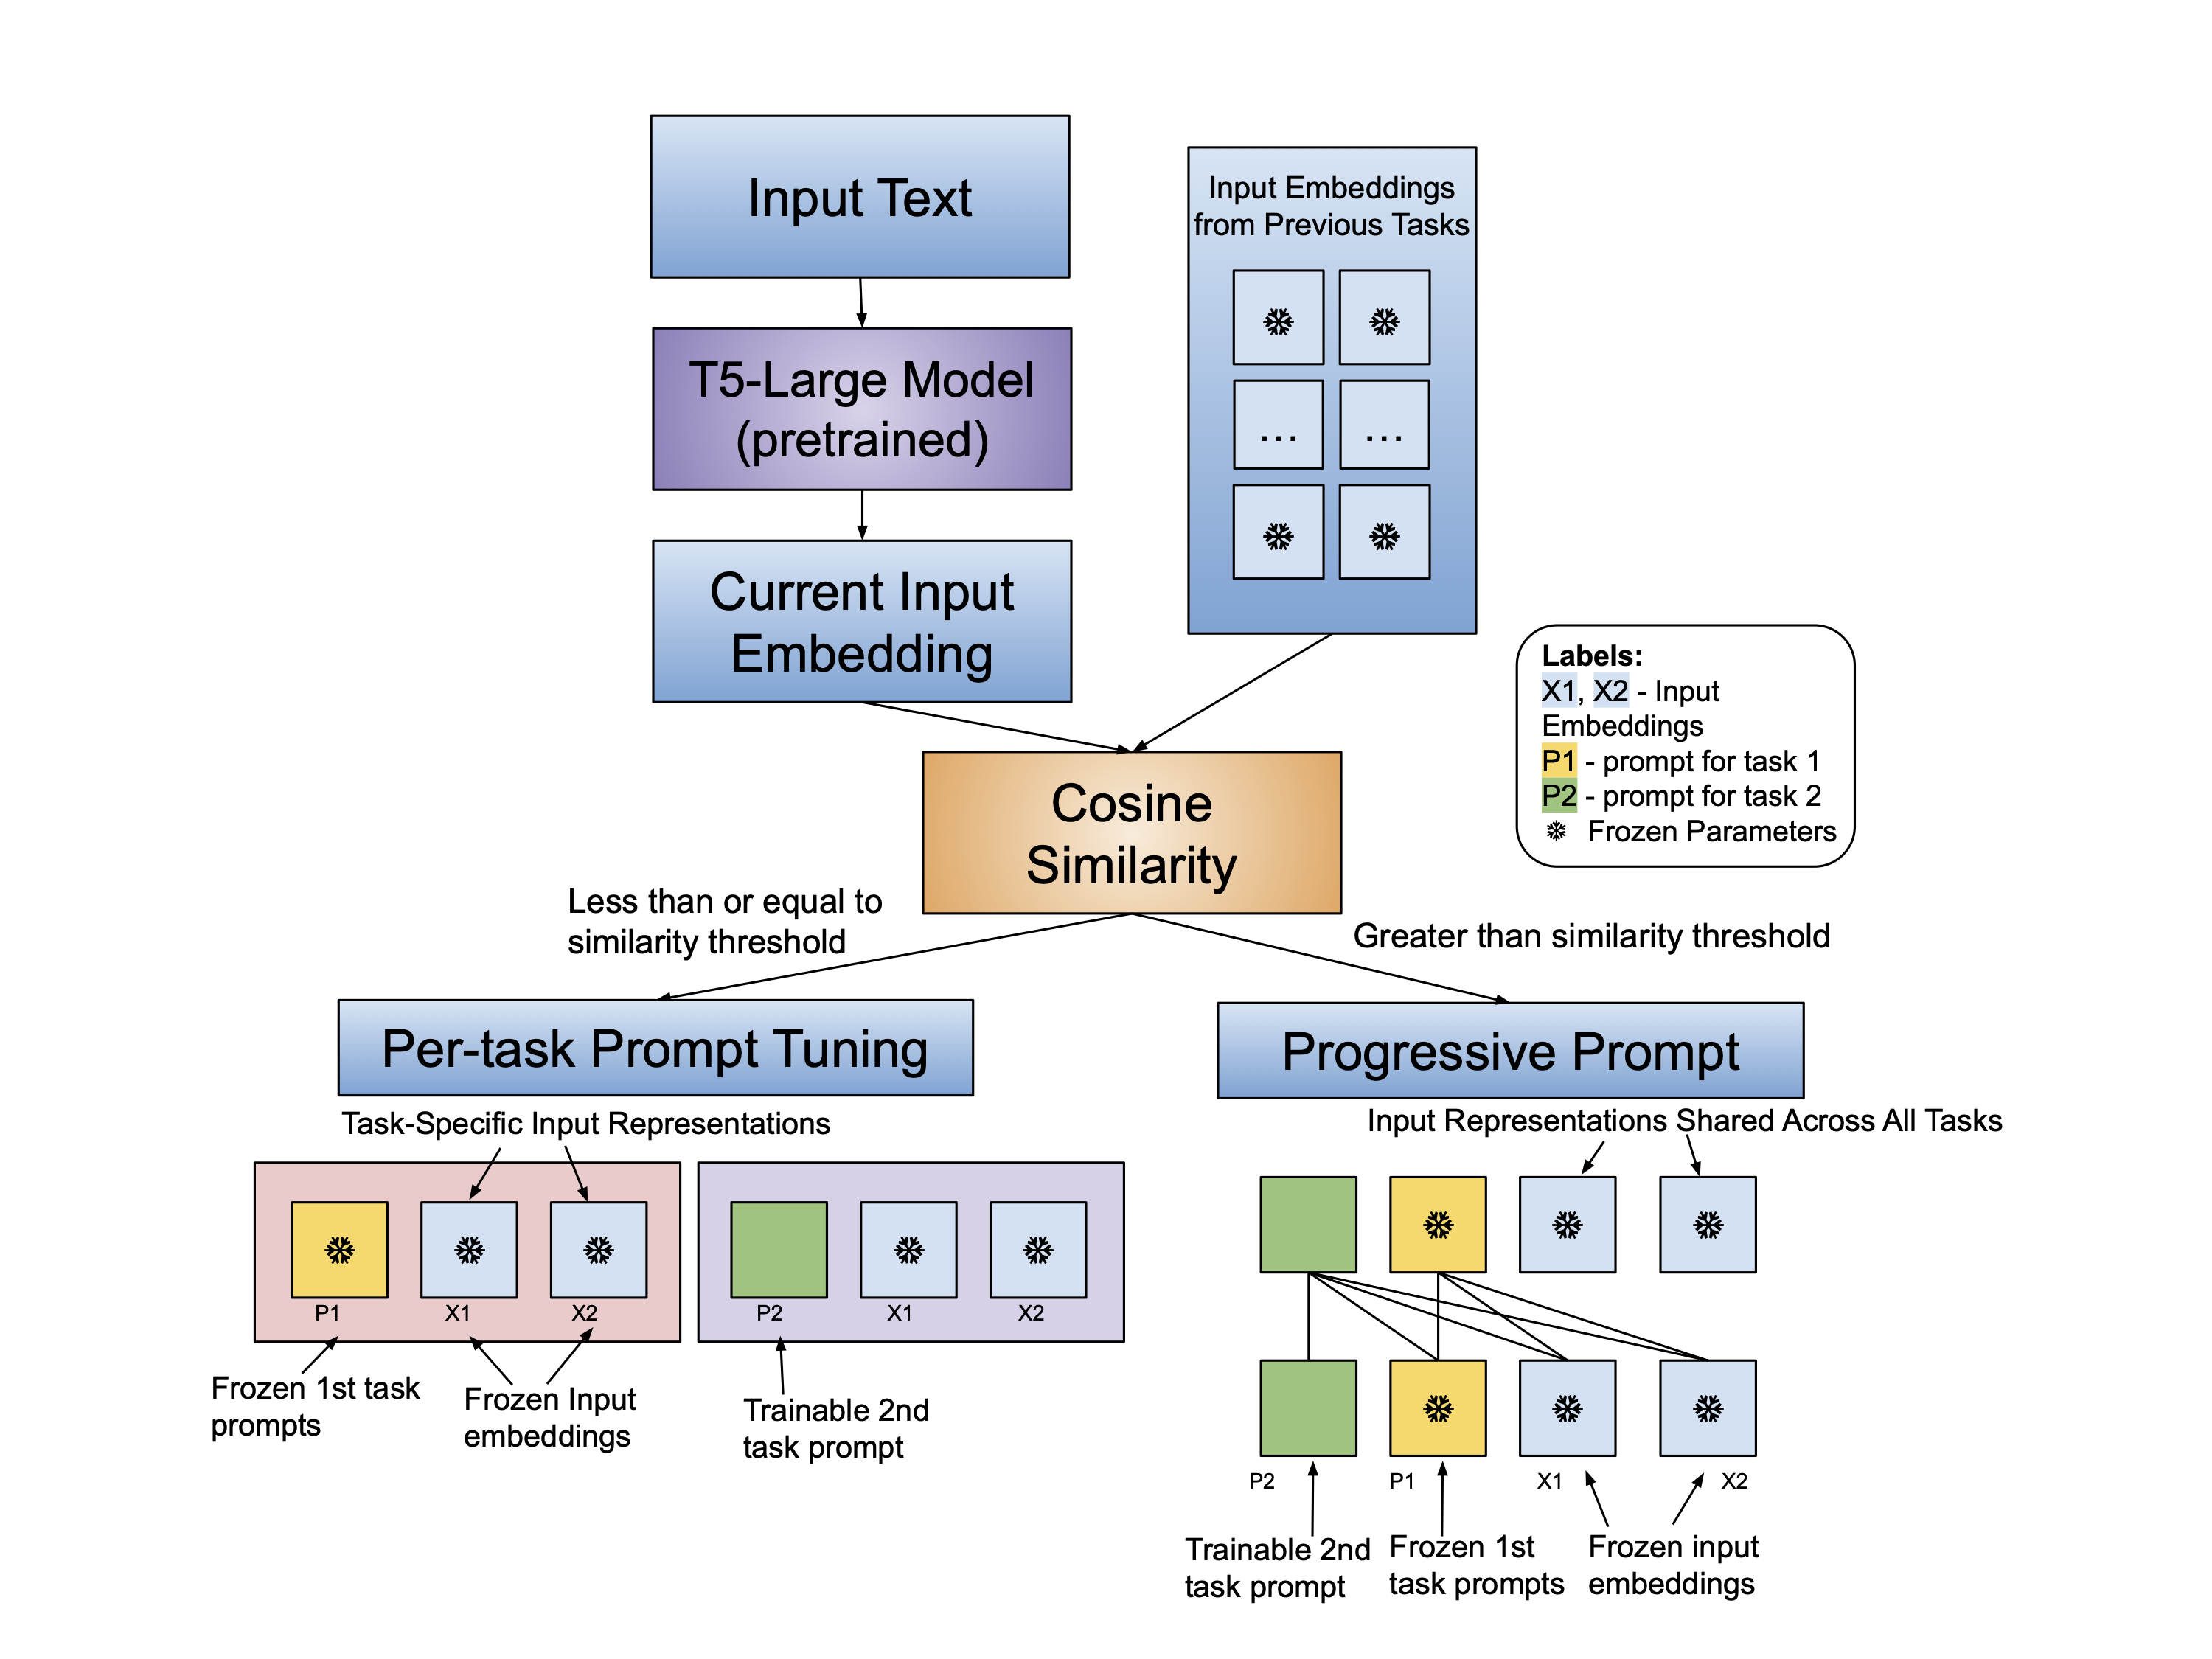 Input Text
Input Embeddings
from Previous Tasks
T5-Large Model
(pretrained)
... ...
Current Input
Embedding
Labels:
X1, X2 - Input
Embeddings
P1 - prompt for task 1
P2 - prompt for task 2
Frozen Parameters
Cosine
Similarity
Less than or equal to
similarity threshold
Greater than similarity threshold
Per-task Prompt Tuning
Task-Specific Input Representations
P1 X1 X2
P2 X1 X2
Frozen 1st task
prompts
Frozen Input
embeddings
Trainable 2nd
task prompt
Progressive Prompt
Input Representations Shared Across All Tasks
P2 P1 X1 X2
Trainable 2nd
task prompt
Frozen 1st
task prompts
Frozen input
embeddings